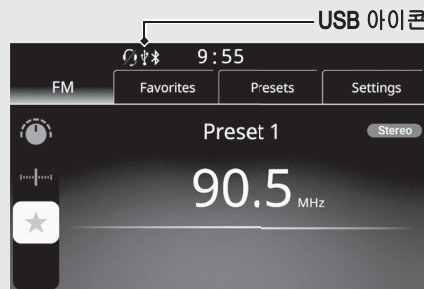 USB 아이콘
9:55
FM Favorites Presets Settings
Preset 1 Stereo
90.5 MHz